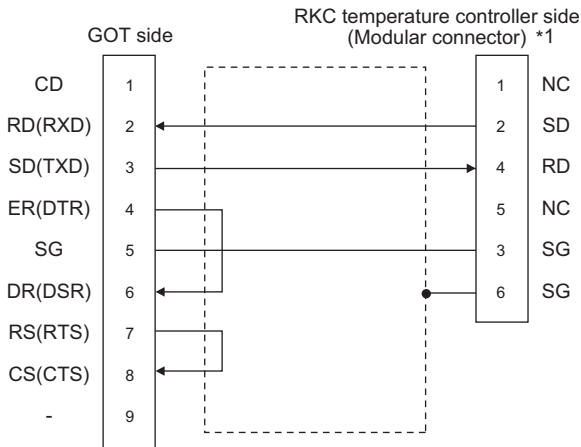 RKC temperature controller side
GOT side (Modular connector) *1
CD 1 1 NC
RD(RXD) 2 2 SD
SD(TXD) 3 4 RD
ER(DTR) 4 5 NC
SG 5 3 SG
DR(DSR) 6 6 SG
RS(RTS) 7
CS(CTS) 8
- 9